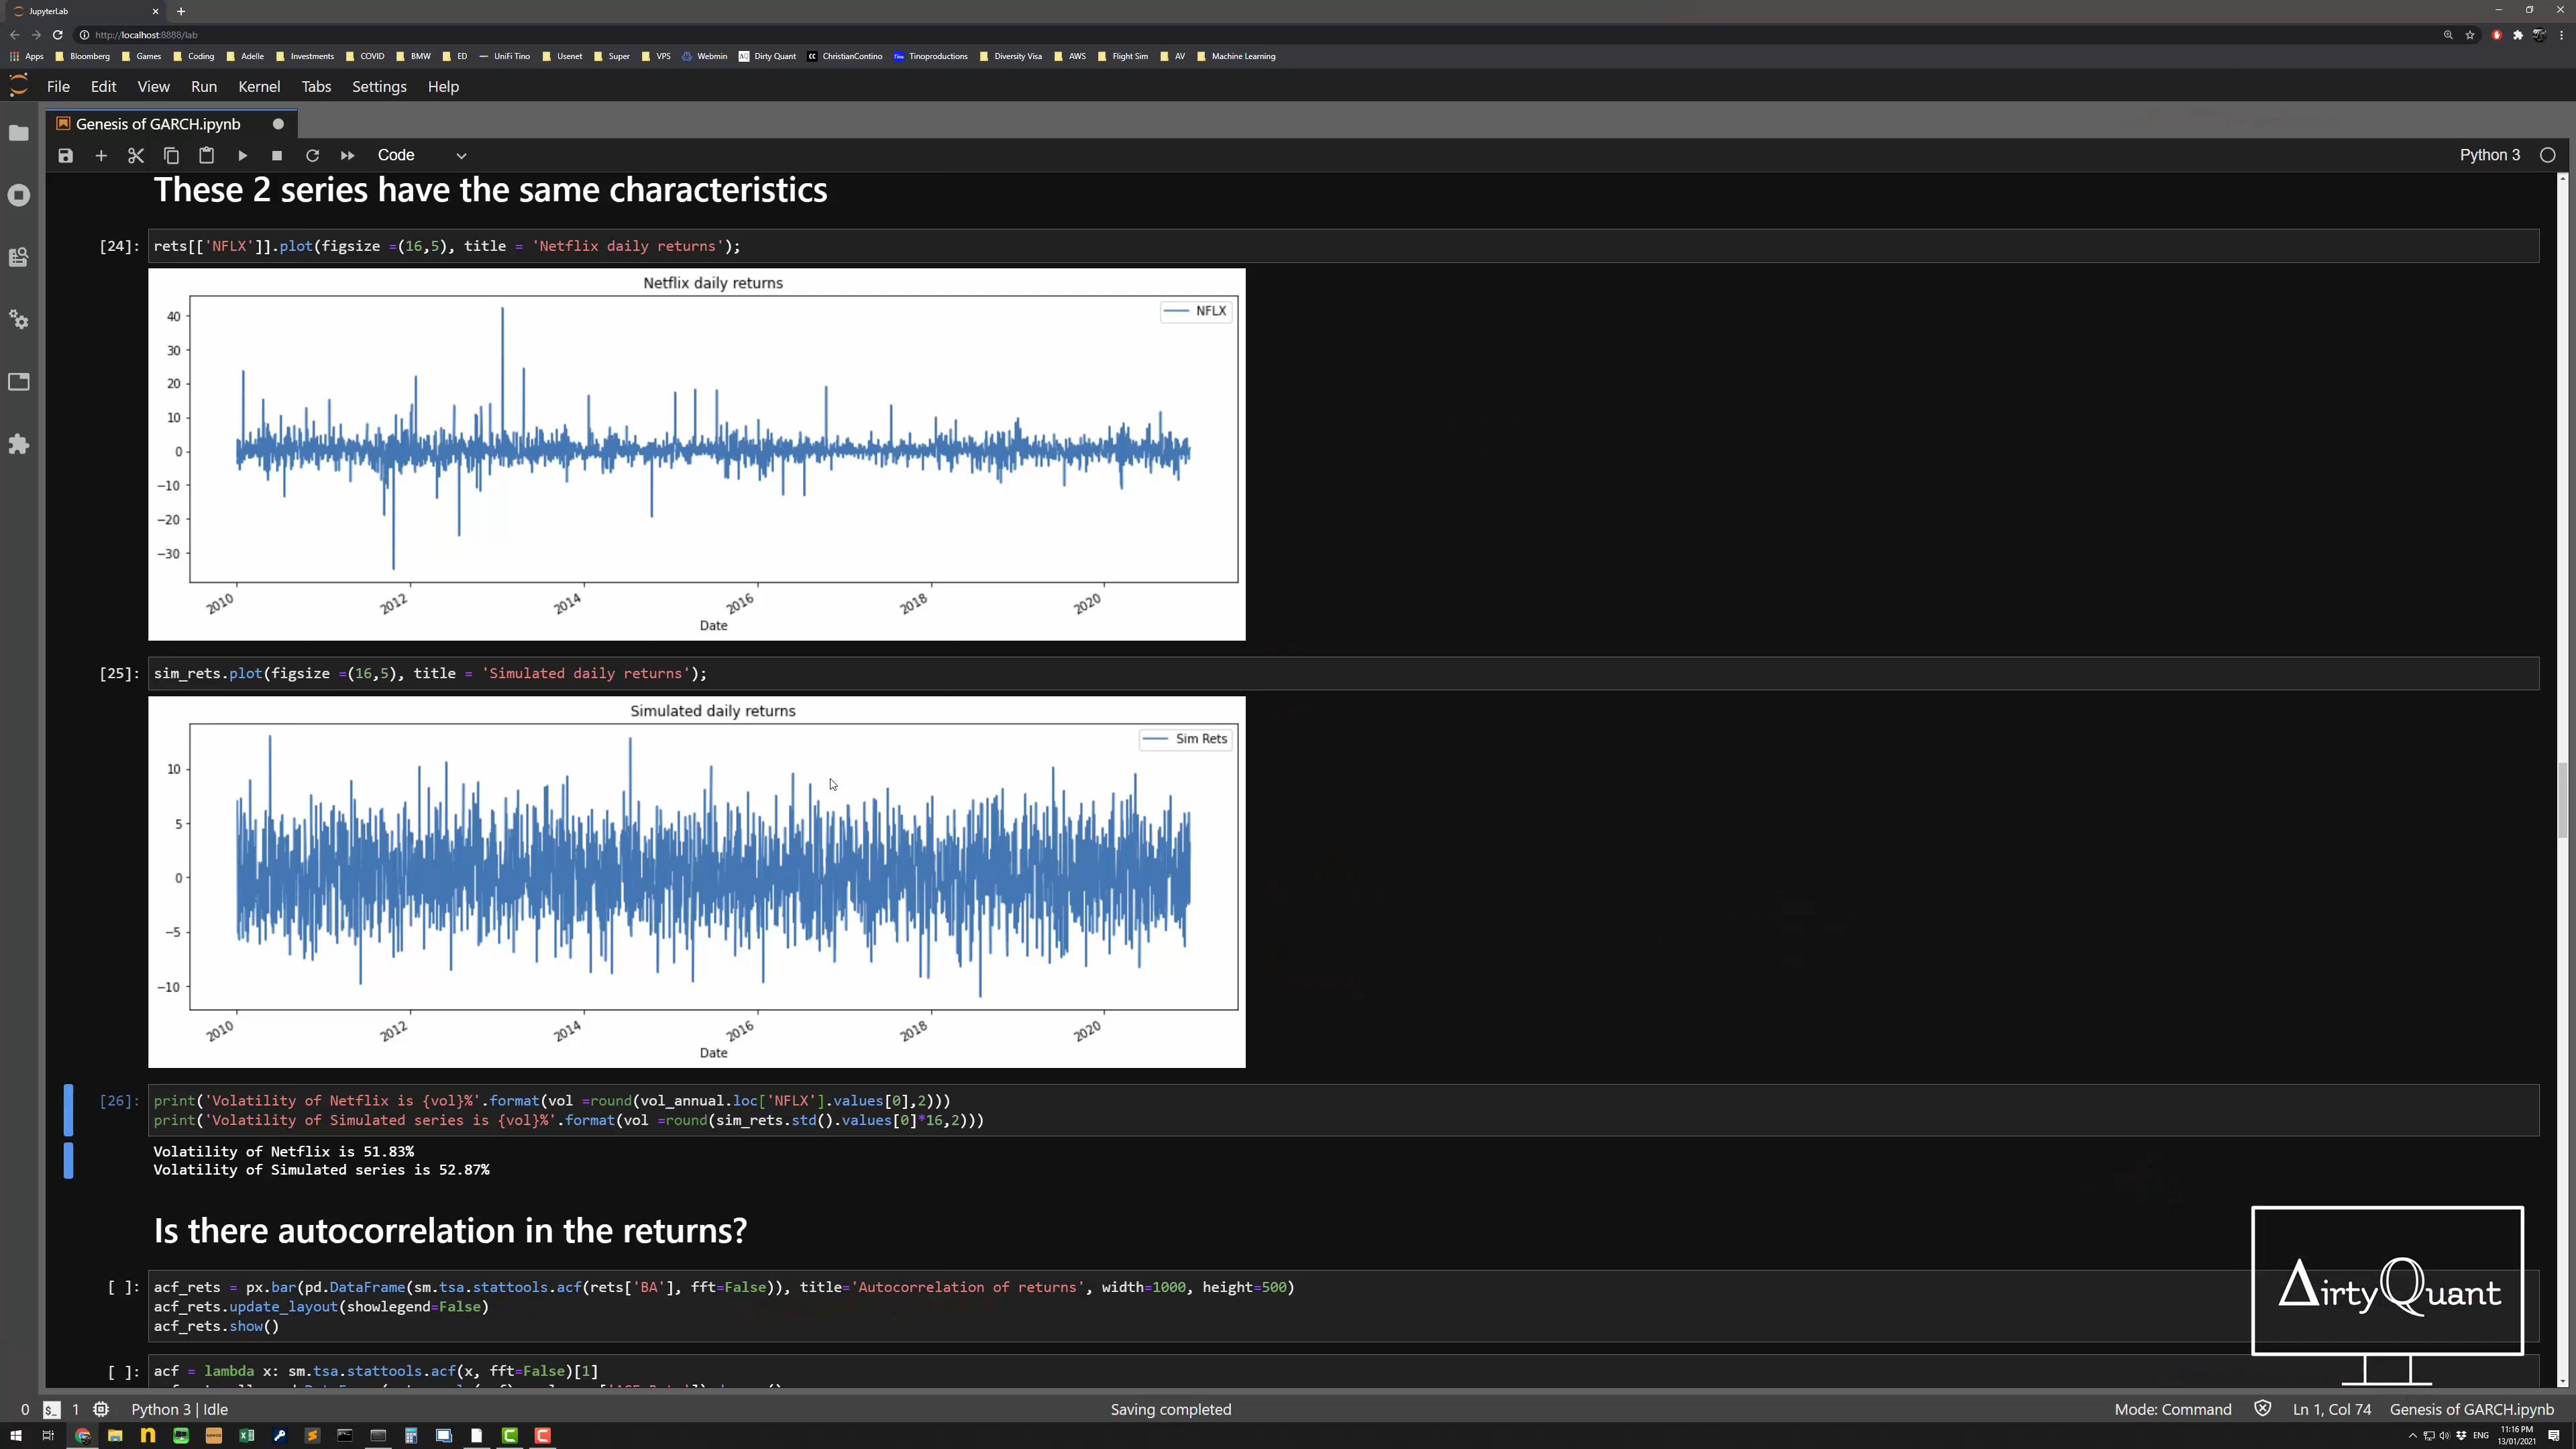 JupyterLab
http://localhost:8888/lab
Apps Bloomberg Games Coding Adelle Investments COVID BMW ED UniFi Tino Usenet Super VPS Webmin Dirty Quant ChristianContino Tinoproductions Diversity Visa AWS Flight Sim AV Machine Learning
File Edit View Run Kernel Tabs Settings Help
Genesis of GARCH.ipynb
Code
Python 3
These 2 series have the same characteristics
[24]: rets[['NFLX']].plot(figsize =(16,5), title = 'Netflix daily returns');
Netflix daily returns
NFLX
40
30
20
10
0
−10
−20
−30
2010 2012 2014 2016 2018 2020
Date
[25]: sim_rets.plot(figsize =(16,5), title = 'Simulated daily returns');
Simulated daily returns
Sim Rets
10
5
0
−5
−10
2010 2012 2014 2016 2018 2020
Date
[26]: print('Volatility of Netflix is {vol}%'.format(vol =round(vol_annual.loc['NFLX'].values[0],2)))
print('Volatility of Simulated series is {vol}%'.format(vol =round(sim_rets.std().values[0]*16,2)))
Volatility of Netflix is 51.83%
Volatility of Simulated series is 52.87%
Is there autocorrelation in the returns?
[ ]: acf_rets = px.bar(pd.DataFrame(sm.tsa.stattools.acf(rets['BA'], fft=False)), title='Autocorrelation of returns', width=1000, height=500)
acf_rets.update_layout(showlegend=False)
acf_rets.show()
[ ]: acf = lambda x: sm.tsa.stattools.acf(x, fft=False)[1]
ΔirtyQuant
0 $_ 1 Python 3 | Idle
Saving completed
Mode: Command Ln 1, Col 74 Genesis of GARCH.ipynb
ENG
11:16 PM
13/01/2021